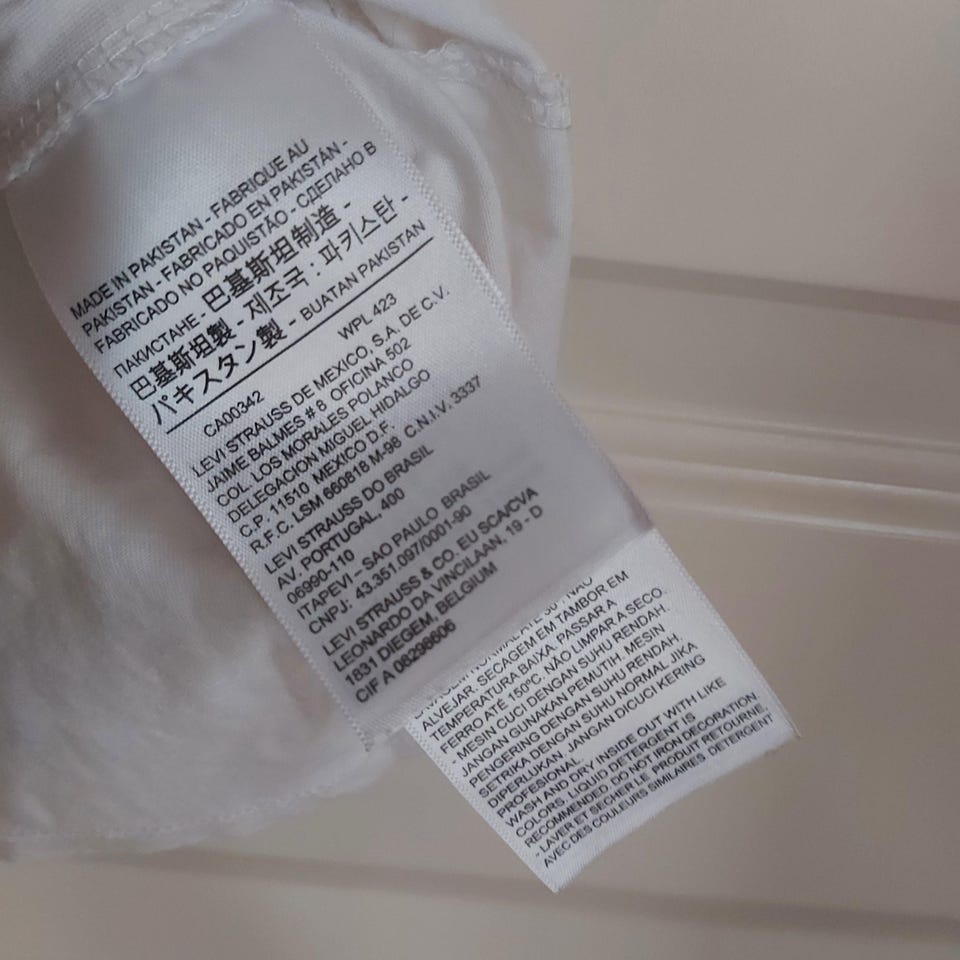 MADE IN PAKISTAN - FABRIQUE AU
PAKISTAN - FABRICADO EN PAKISTÁN -
FABRICADO NO PAQUISTÃO - СДЕЛАНО В
ПАКИСТАНЕ - 巴基斯坦制造 -
巴基斯坦製 - 제조국 : 파키스탄 -
パキスタン製 - BUATAN PAKISTAN
CA00342 WPL 423
LEVI STRAUSS DE MEXICO, S.A. DE C.V.
JAIME BALMES # 8 OFICINA 502
COL. LOS MORALES POLANCO
DELEGACION MIGUEL HIDALGO
C.P. 11510 MEXICO D.F.
R.F.C. LSM 660818 M-98 C.N.I.V. 3337
LEVI STRAUSS DO BRASIL
AV. PORTUGAL, 400
06990-110
ITAPEVI - SAO PAULO BRASIL
CNPJ: 43.351.097/0001-90
LEVI STRAUSS & CO. EU SCA/CVA
LEONARDO DA VINCILAAN, 19 - D
1831 DIEGEM, BELGIUM
CIF A 08298606
ALVEJAR. SECAGEM EM TAMBOR EM
TEMPERATURA BAIXA. PASSAR A
FERRO ATÉ 150ºC. NÃO LIMPAR A SECO.
- MESIN CUCI DENGAN SUHU RENDAH.
JANGAN GUNAKAN PEMUTIH. MESIN
PENGERING DENGAN SUHU RENDAH.
SETRIKA DENGAN SUHU NORMAL JIKA
DIPERLUKAN. JANGAN DICUCI KERING
PROFESIONAL.
WASH AND DRY INSIDE OUT WITH LIKE
COLORS. LIQUID DETERGENT IS
RECOMMENDED. DO NOT IRON DECORATION
- LAVER ET SÉCHER LE PRODUIT RETOURNÉ,
AVEC DES COULEURS SIMILAIRES. DÉTERGENT